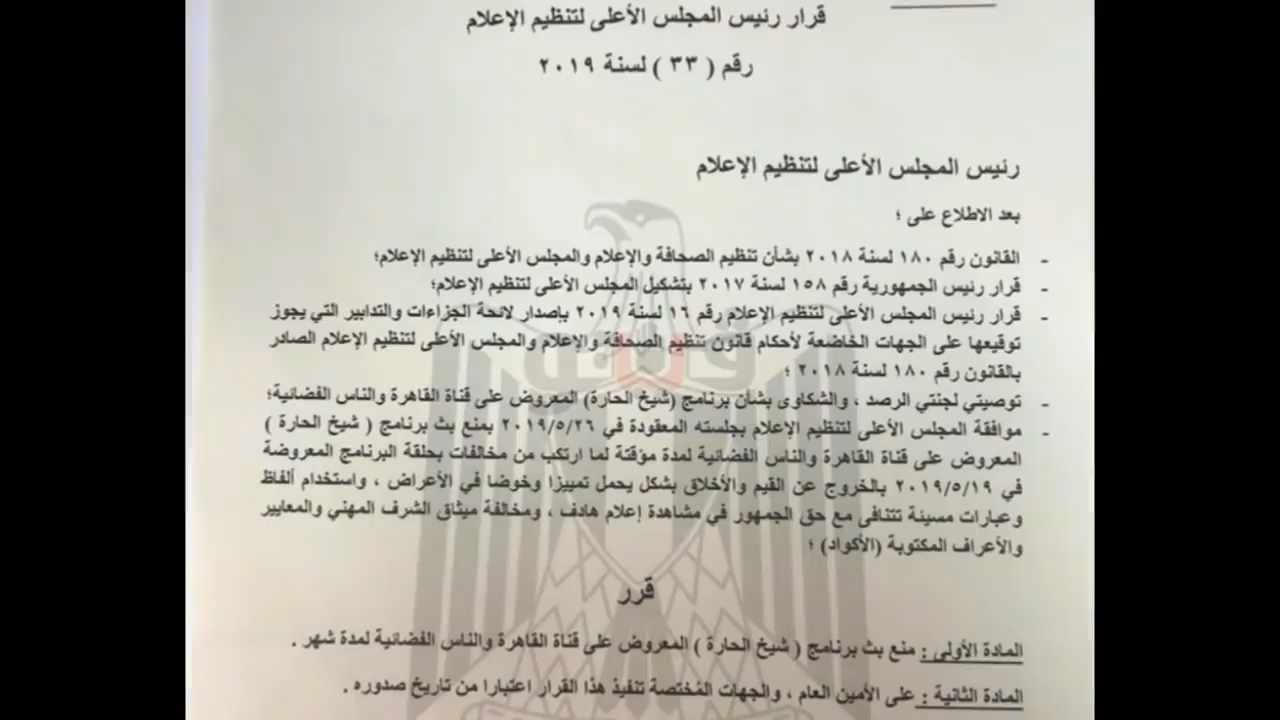 قرار رئيس المجلس الأعلى لتنظيم الإعلام
رقم ( ٣٣ ) لسنة ٢٠١٩
رئيس المجلس الأعلى لتنظيم الإعلام
بعد الاطلاع على ؛
- القانون رقم ١٨٠ لسنة ٢٠١٨ بشأن تنظيم الصحافة والإعلام والمجلس الأعلى لتنظيم الإعلام؛
- قرار رئيس الجمهورية رقم ١٥٨ لسنة ٢٠١٧ بتشكيل المجلس الأعلى لتنظيم الإعلام؛
- قرار رئيس المجلس الأعلى لتنظيم الإعلام رقم ١٦ لسنة ٢٠١٩ بإصدار لائحة الجزاءات والتدابير التي يجوز
توقيعها على الجهات الخاضعة لأحكام قانون تنظيم الصحافة والإعلام والمجلس الأعلى لتنظيم الإعلام الصادر
بالقانون رقم ١٨٠ لسنة ٢٠١٨ ؛
- توصيتي لجنتي الرصد ، والشكاوى بشأن برنامج (شيخ الحارة) المعروض على قناة القاهرة والناس الفضائية؛
- موافقة المجلس الأعلى لتنظيم الإعلام بجلسته المعقودة في ٢٠١٩/٥/٢٦ بمنع بث برنامج ( شيخ الحارة )
المعروض على قناة القاهرة والناس الفضائية لمدة مؤقتة لما ارتكب من مخالفات بحلقة البرنامج المعروضة
في ٢٠١٩/٥/١٩ بالخروج عن القيم والأخلاق بشكل يحمل تمييزا وخوضا في الأعراض ، واستخدام ألفاظ
وعبارات مسيئة تتنافى مع حق الجمهور في مشاهدة إعلام هادف ، ومخالفة ميثاق الشرف المهني والمعايير
والأعراف المكتوبة (الأكواد) ؛
قرر
المادة الأولى : منع بث برنامج ( شيخ الحارة ) المعروض على قناة القاهرة والناس الفضائية لمدة شهر .
المادة الثانية : على الأمين العام ، والجهات المختصة تنفيذ هذا القرار اعتبارا من تاريخ صدوره .